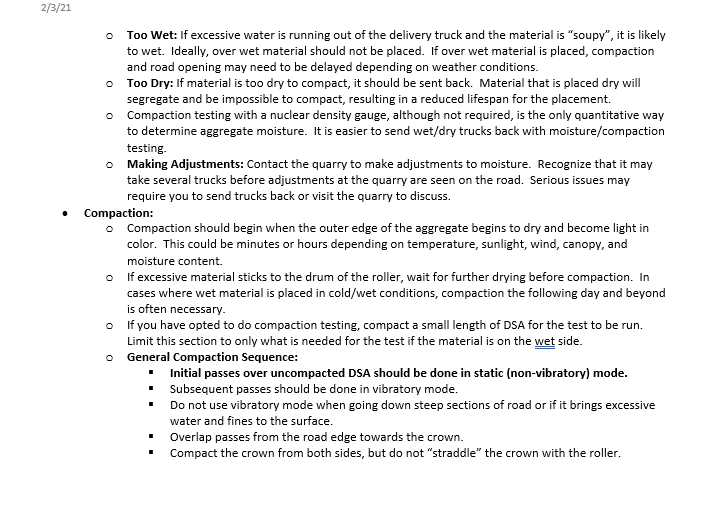 2/3/21
o Too Wet: If excessive water is running out of the delivery truck and the material is “soupy”, it is likely
to wet. Ideally, over wet material should not be placed. If over wet material is placed, compaction
and road opening may need to be delayed depending on weather conditions.
o Too Dry: If material is too dry to compact, it should be sent back. Material that is placed dry will
segregate and be impossible to compact, resulting in a reduced lifespan for the placement.
o Compaction testing with a nuclear density gauge, although not required, is the only quantitative way
to determine aggregate moisture. It is easier to send wet/dry trucks back with moisture/compaction
testing.
o Making Adjustments: Contact the quarry to make adjustments to moisture. Recognize that it may
take several trucks before adjustments at the quarry are seen on the road. Serious issues may
require you to send trucks back or visit the quarry to discuss.
• Compaction:
o Compaction should begin when the outer edge of the aggregate begins to dry and become light in
color. This could be minutes or hours depending on temperature, sunlight, wind, canopy, and
moisture content.
o If excessive material sticks to the drum of the roller, wait for further drying before compaction. In
cases where wet material is placed in cold/wet conditions, compaction the following day and beyond
is often necessary.
o If you have opted to do compaction testing, compact a small length of DSA for the test to be run.
Limit this section to only what is needed for the test if the material is on the wet side.
o General Compaction Sequence:
▪ Initial passes over uncompacted DSA should be done in static (non-vibratory) mode.
▪ Subsequent passes should be done in vibratory mode.
▪ Do not use vibratory mode when going down steep sections of road or if it brings excessive
water and fines to the surface.
▪ Overlap passes from the road edge towards the crown.
▪ Compact the crown from both sides, but do not “straddle” the crown with the roller.